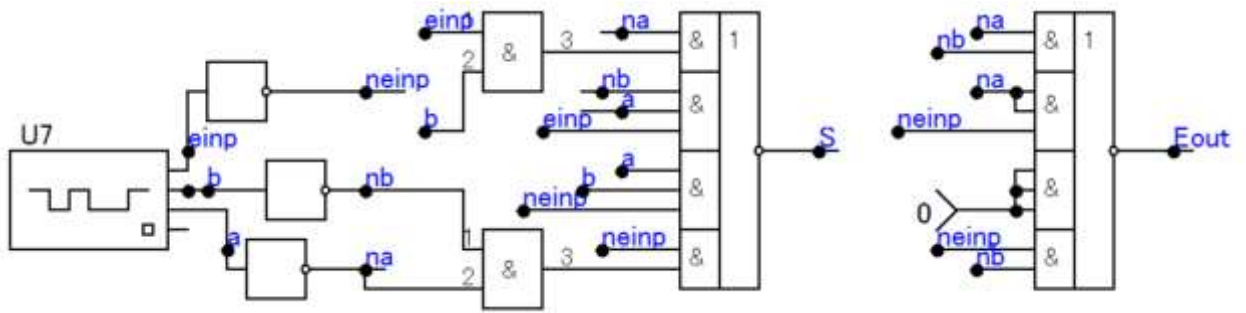 einp 1 & 3 na & 1
2
neinp
b
nb
a
&
einp
S
U7
einp
b
nb
a
b
&
neinp
a
na
1 & 3
2
neinp
&
na
nb
& 1
na
&
neinp
Eout
0
&
neinp
nb
&